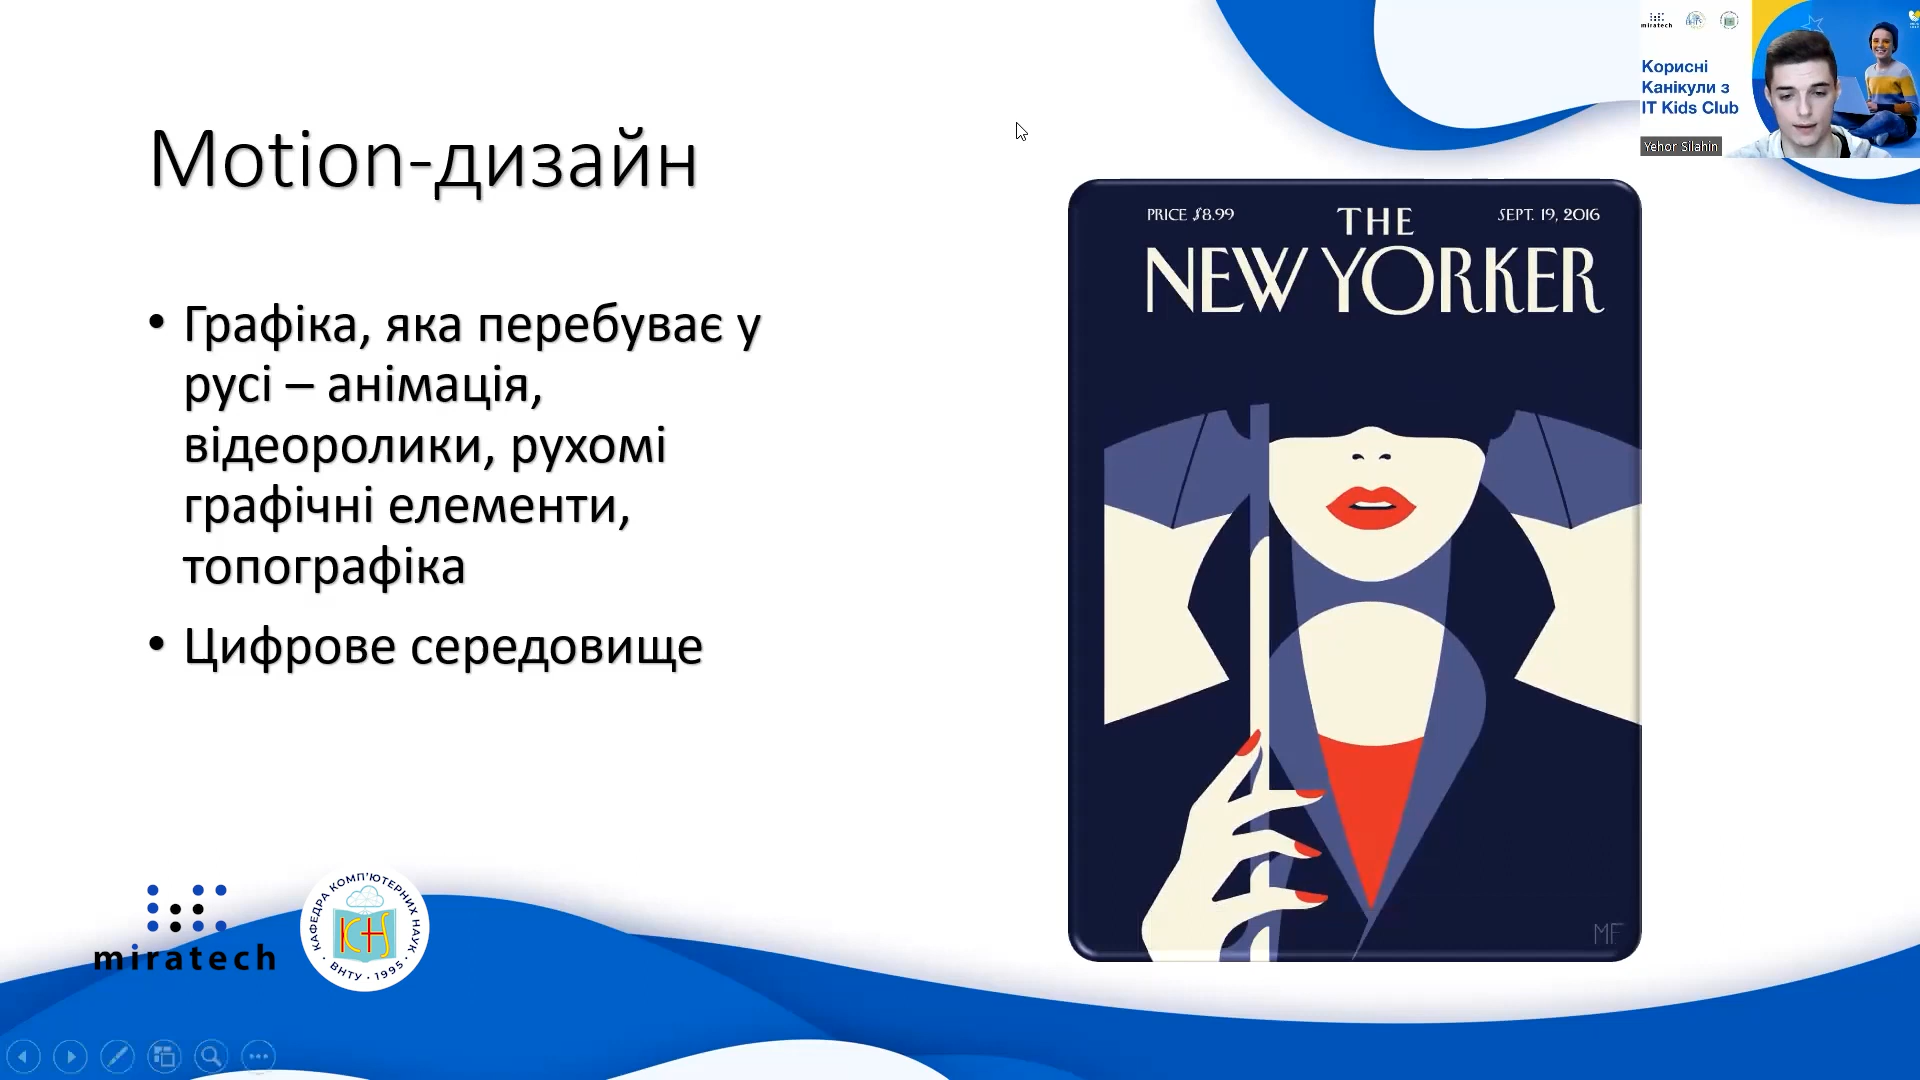 Motion-дизайн
• Графіка, яка перебуває у
русі – анімація,
відеоролики, рухомі
графічні елементи,
топографіка
• Цифрове середовище
PRICE $8.99
THE
SEPT. 19, 2016
NEW YORKER
MF
miratech
КАФЕДРА КОМП'ЮТЕРНИХ НАУК
KHS
ВНТУ • 1995
miratech
Корисні
Канікули з
IT Kids Club
Yehor Silahin